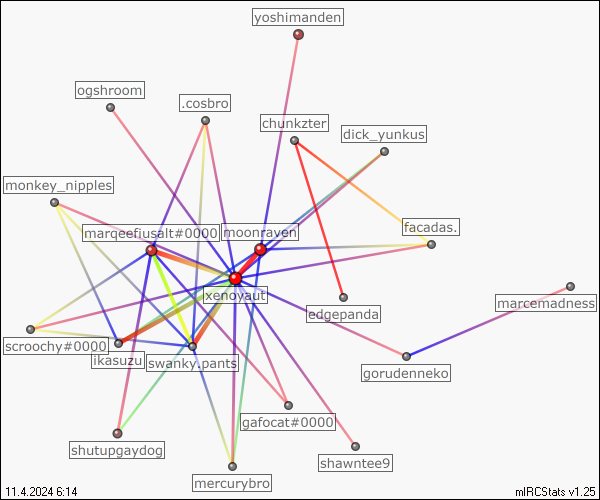 yoshimanden
ogshroom
.cosbro
chunkzter
dick_yunkus
monkey_nipples
marqeefiusalt#0000
moonraven
facadas.
xenoyaut
marcemadness
edgepanda
scroochy#0000
ikasuzu
swanky.pants
gorudenneko
gafocat#0000
shutupgaydog
shawntee9
mercurybro
11.4.2024 6:14
mIRCStats v1.25